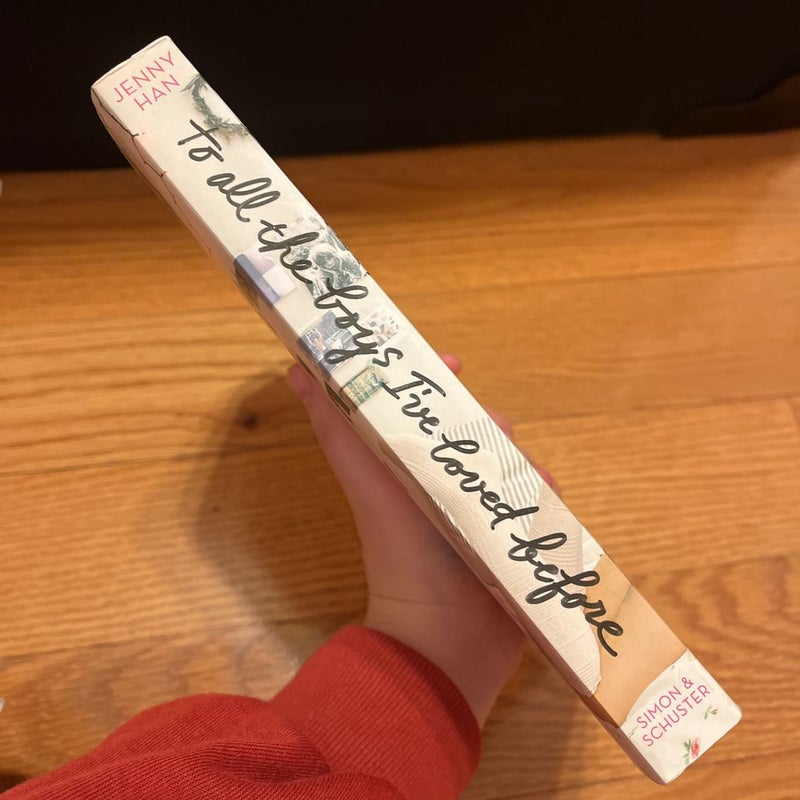 JENNY
HAN
to all the boys I've loved before
SIMON &
SCHUSTER